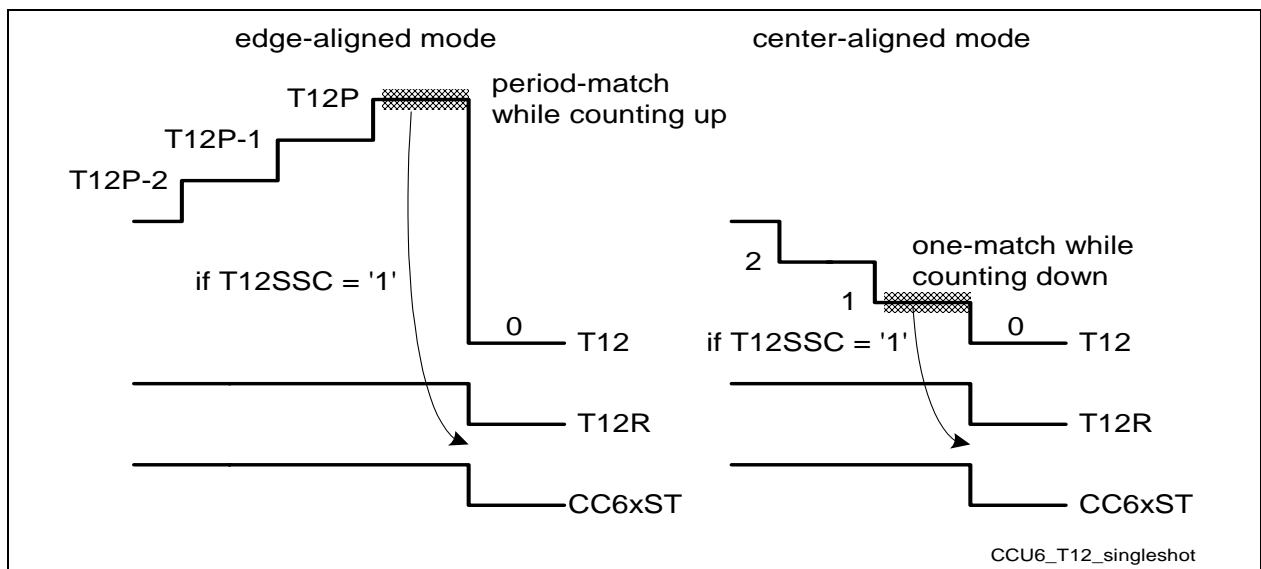 edge-aligned mode
T12P
T12P-1
T12P-2
period-match
while counting up
if T12SSC = '1'
0
T12
T12R
CC6xST
center-aligned mode
2
1
one-match while
counting down
if T12SSC = '1'
0
T12
T12R
CC6xST
CCU6_T12_singleshot